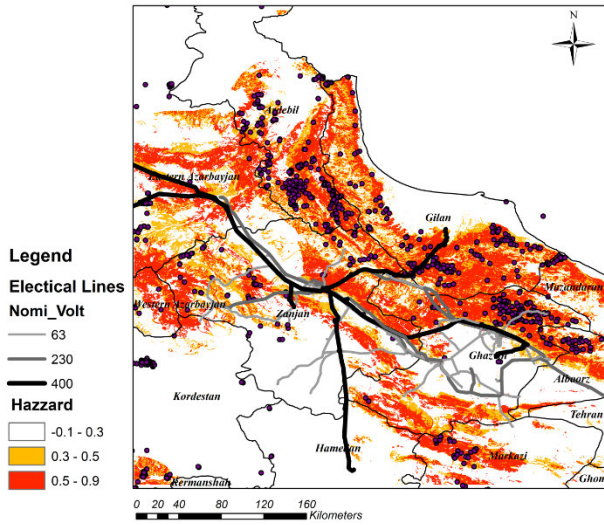 N
Ardebil
Eastern Azarbayjan
Gilan
Legend
Electical Lines
Nomi_Volt
63
230
400
Hazzard
-0.1 - 0.3
0.3 - 0.5
0.5 - 0.9
Western Azarbayjan
Mazandaran
Zanjan
Ghazvin
Alboorz
Kordestan
Tehran
Hamedan
Markazi
Ghom
Kermanshah
0 20 40 80 120 160
Kilometers